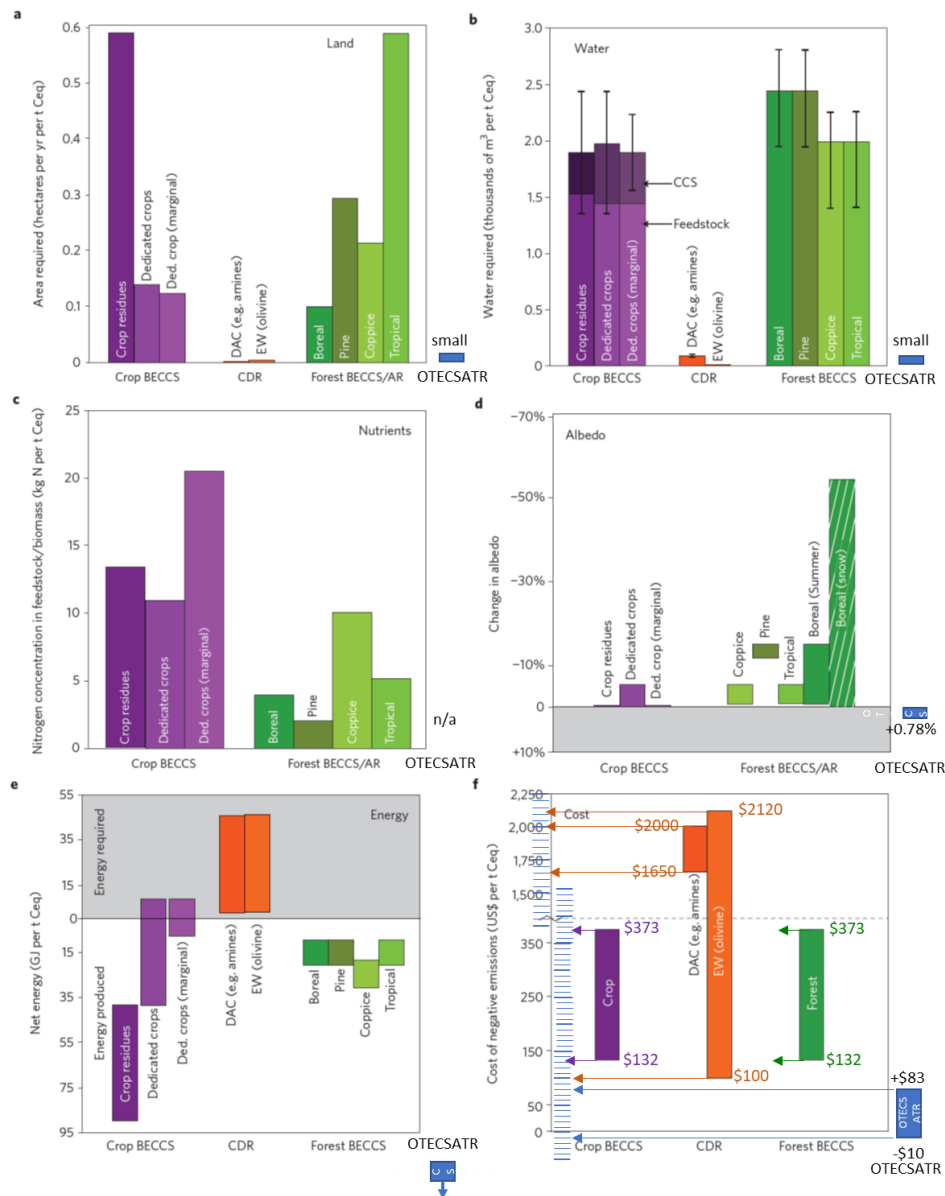 a
Area required (hectares per yr per t Ceq)
0.6
0.5
0.4
0.3
0.2
0.1
0
Land
Crop residues
Dedicated crops
Ded. crop (marginal)
DAC (e.g. amines)
EW (olivine)
Boreal
Pine
Coppice
Tropical
small
Crop BECCS
CDR
Forest BECCS/AR
OTECSATR
b
Water required (thousands of m³ per t Ceq)
3.0
2.5
2.0
1.5
1.0
0.5
0
Water
CCS
Feedstock
Crop residues
Dedicated crops
Ded. crops (marginal)
DAC (e.g. amines)
EW (olivine)
Boreal
Pine
Coppice
Tropical
small
Crop BECCS
CDR
Forest BECCS
OTECSATR
c
Nitrogen concentration in feedstock/biomass (kg N per t Ceq)
25
20
15
10
5
0
Nutrients
Crop residues
Dedicated crops
Ded. crops (marginal)
Boreal
Pine
Coppice
Tropical
n/a
Crop BECCS
Forest BECCS/AR
OTECSATR
d
Change in albedo
−70%
−50%
−30%
−10%
0
+10%
Albedo
Crop residues
Dedicated crops
Ded. crop (marginal)
Coppice
Pine
Tropical
Boreal (Summer)
Boreal (snow)
O T
C S
+0.78%
Crop BECCS
Forest BECCS/AR
OTECSATR
e
Net energy (GJ per t Ceq)
55
35
15
0
15
35
55
75
95
Energy required
Energy produced
Energy
Crop residues
Dedicated crops
Ded. crops (marginal)
DAC (e.g. amines)
EW (olivine)
Boreal
Pine
Coppice
Tropical
Crop BECCS
CDR
Forest BECCS
OTECSATR
C S
f
Cost of negative emissions (US$ per t Ceq)
2,250
2,000
1,750
1,500
350
250
150
50
0
Cost
$2120
$2000
$1650
DAC (e.g. amines)
EW (olivine)
$373
Crop
$132
$100
$373
Forest
$132
+$83
OTECS
ATR
-$10
Crop BECCS
CDR
Forest BECCS
OTECSATR